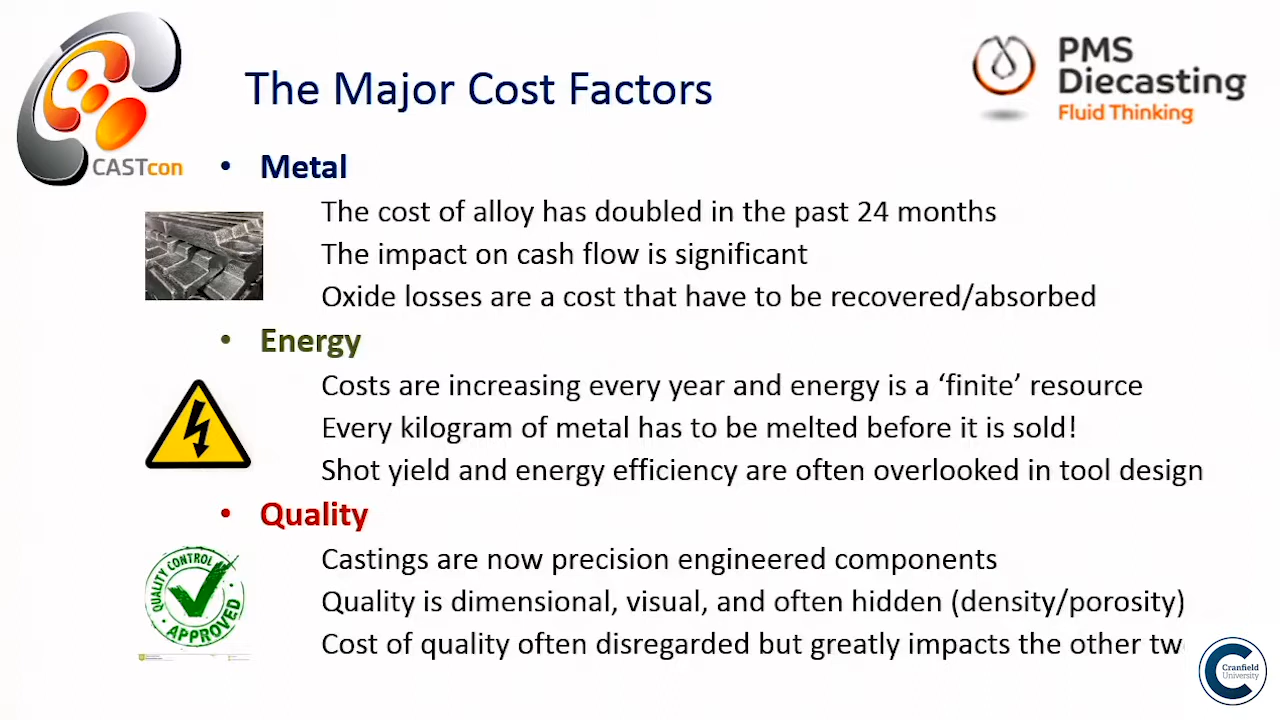 The Major Cost Factors
CASTcon
PMS
Diecasting
Fluid Thinking
• Metal
The cost of alloy has doubled in the past 24 months
The impact on cash flow is significant
Oxide losses are a cost that have to be recovered/absorbed
• Energy
Costs are increasing every year and energy is a ‘finite’ resource
Every kilogram of metal has to be melted before it is sold!
Shot yield and energy efficiency are often overlooked in tool design
• Quality
Castings are now precision engineered components
QUALITY CONTROL
APPROVED
Quality is dimensional, visual, and often hidden (density/porosity)
Cost of quality often disregarded but greatly impacts the other tw
Cranfield
University